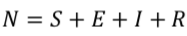 N = S + E + I + R